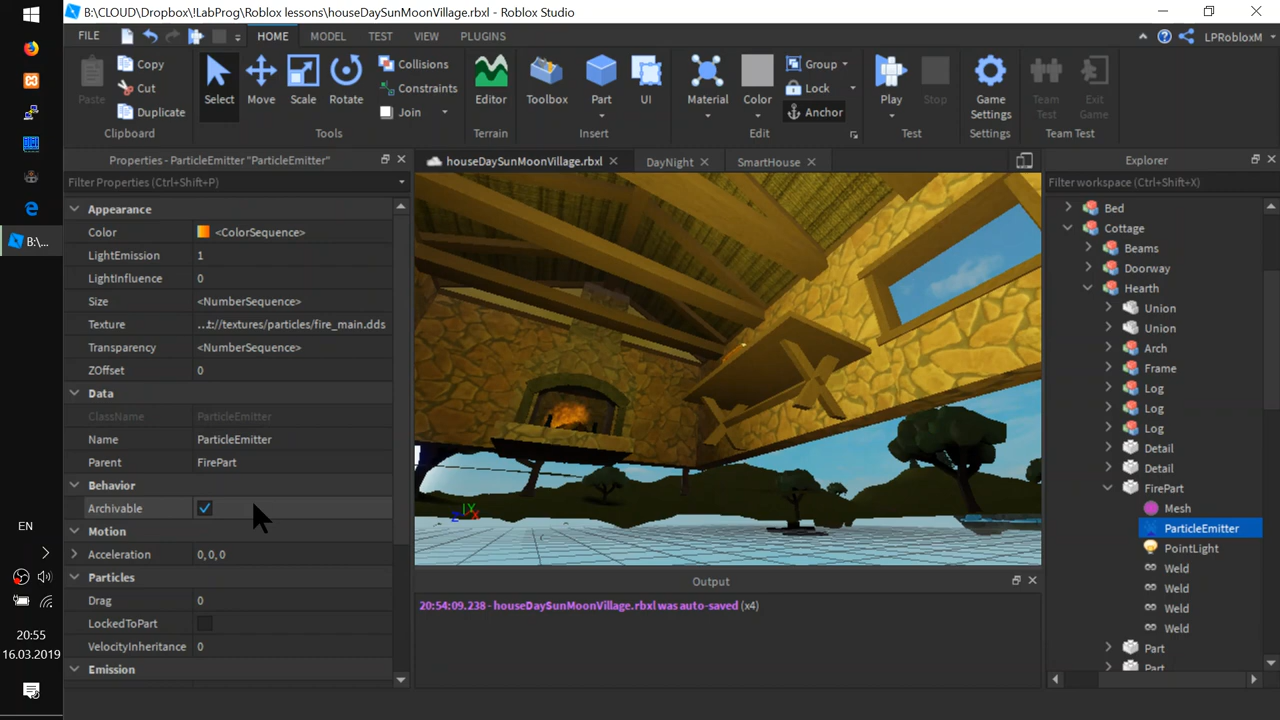 B:\CLOUD\Dropbox\!LabProg\Roblox lessons\houseDaySunMoonVillage.rbxl - Roblox Studio
FILE HOME MODEL TEST VIEW PLUGINS LPRobloxM
Paste Copy Cut Duplicate Clipboard
Select Move Scale Rotate Collisions Constraints Join Tools
Editor Terrain
Toolbox Part UI Insert
Material Color Group Lock Anchor Edit
Play Stop Test
Game Settings Settings
Team Test Exit Game Team Test
Properties - ParticleEmitter "ParticleEmitter"
Filter Properties (Ctrl+Shift+P)
Appearance
Color <ColorSequence>
LightEmission 1
LightInfluence 0
Size <NumberSequence>
Texture ...t://textures/particles/fire_main.dds
Transparency <NumberSequence>
ZOffset 0
Data
ClassName ParticleEmitter
Name ParticleEmitter
Parent FirePart
Behavior
Archivable
Motion
Acceleration 0, 0, 0
Particles
Drag 0
LockedToPart
VelocityInheritance 0
Emission
houseDaySunMoonVillage.rbxl DayNight SmartHouse
Y
Z X
Output
20:54:09.238 - houseDaySunMoonVillage.rbxl was auto-saved (x4)
Explorer
Filter workspace (Ctrl+Shift+X)
Bed
Cottage
Beams
Doorway
Hearth
Union
Union
Arch
Frame
Log
Log
Log
Detail
Detail
FirePart
Mesh
ParticleEmitter
PointLight
Weld
Weld
Weld
Weld
Part
Part
B:\...
EN
20:55
16.03.2019